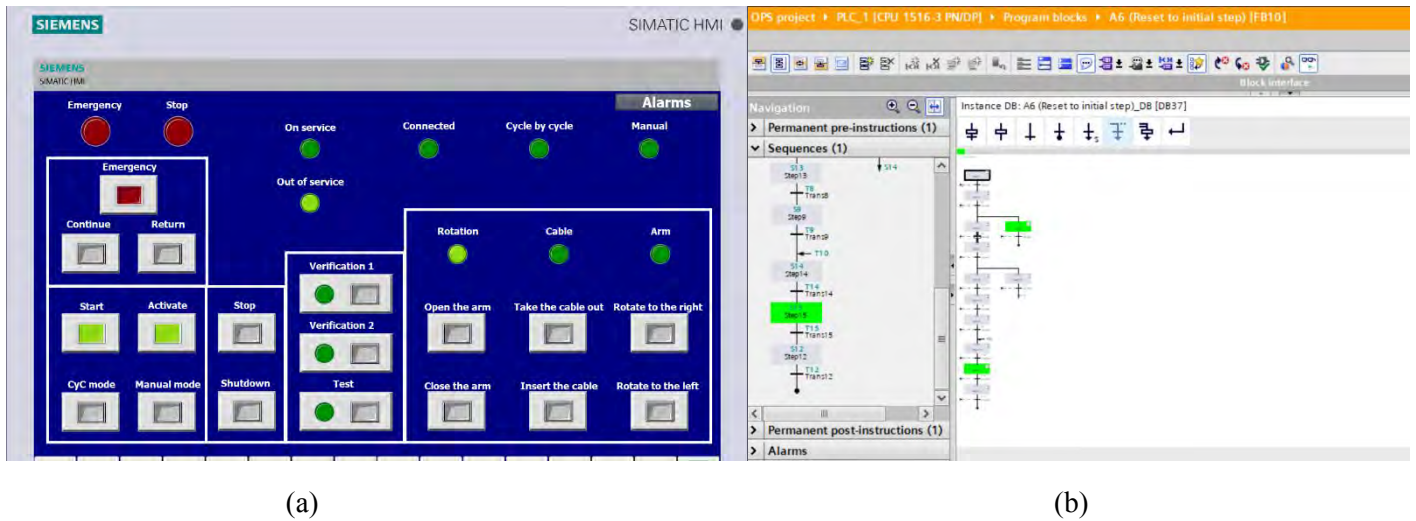 SIEMENS
SIMATIC HMI
SIEMENS
SIMATIC HMI
Emergency
Stop
Alarms
On service
Connected
Cycle by cycle
Manual
Emergency
Out of service
Continue
Return
Rotation
Cable
Arm
Verification 1
Start
Activate
Stop
Open the arm
Take the cable out
Rotate to the right
Verification 2
CyC mode
Manual mode
Shutdown
Test
Close the arm
Insert the cable
Rotate to the left
(a)
OPS project
PLC_1 [CPU 1516-3 PN/DP]
Program blocks
A6 (Reset to initial step) [FB10]
Block interface
Navigation
Instance DB: A6 (Reset to initial step)_DB [DB37]
Permanent pre-instructions (1)
Sequences (1)
S13
Step13
S14
T8
Trans8
S9
Step9
T9
Trans9
T10
S14
Step14
T14
Trans14
Step15
T15
Trans15
S12
Step12
T12
Trans12
Permanent post-instructions (1)
Alarms
(b)